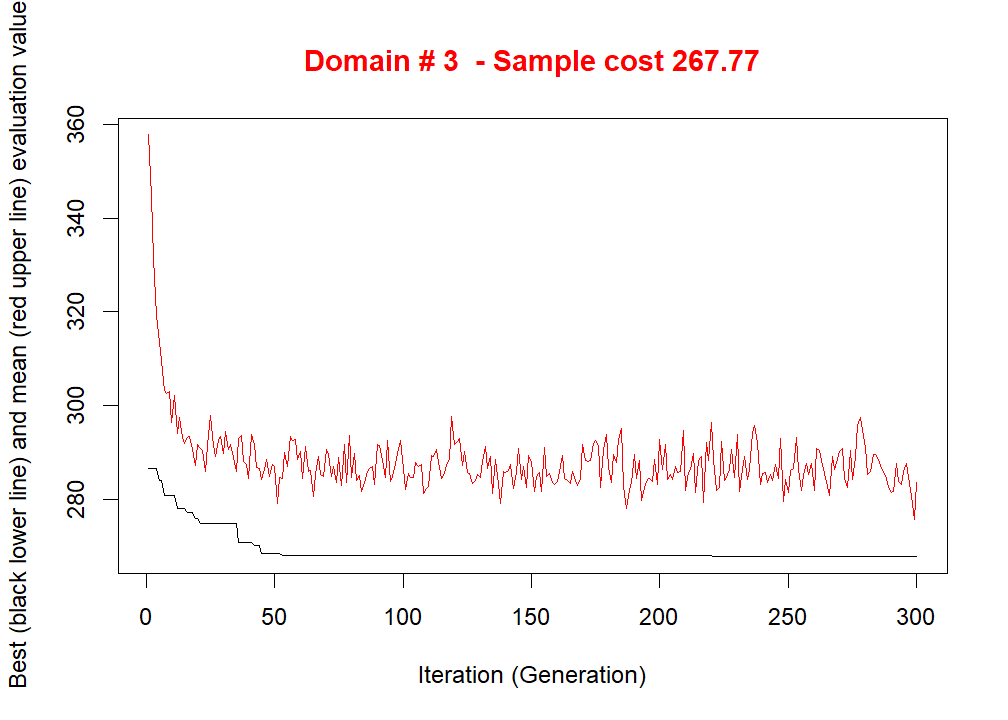 Domain # 3  - Sample cost 267.77
Best (black lower line) and mean (red upper line) evaluation value
360
340
320
300
280
0 50 100 150 200 250 300
Iteration (Generation)